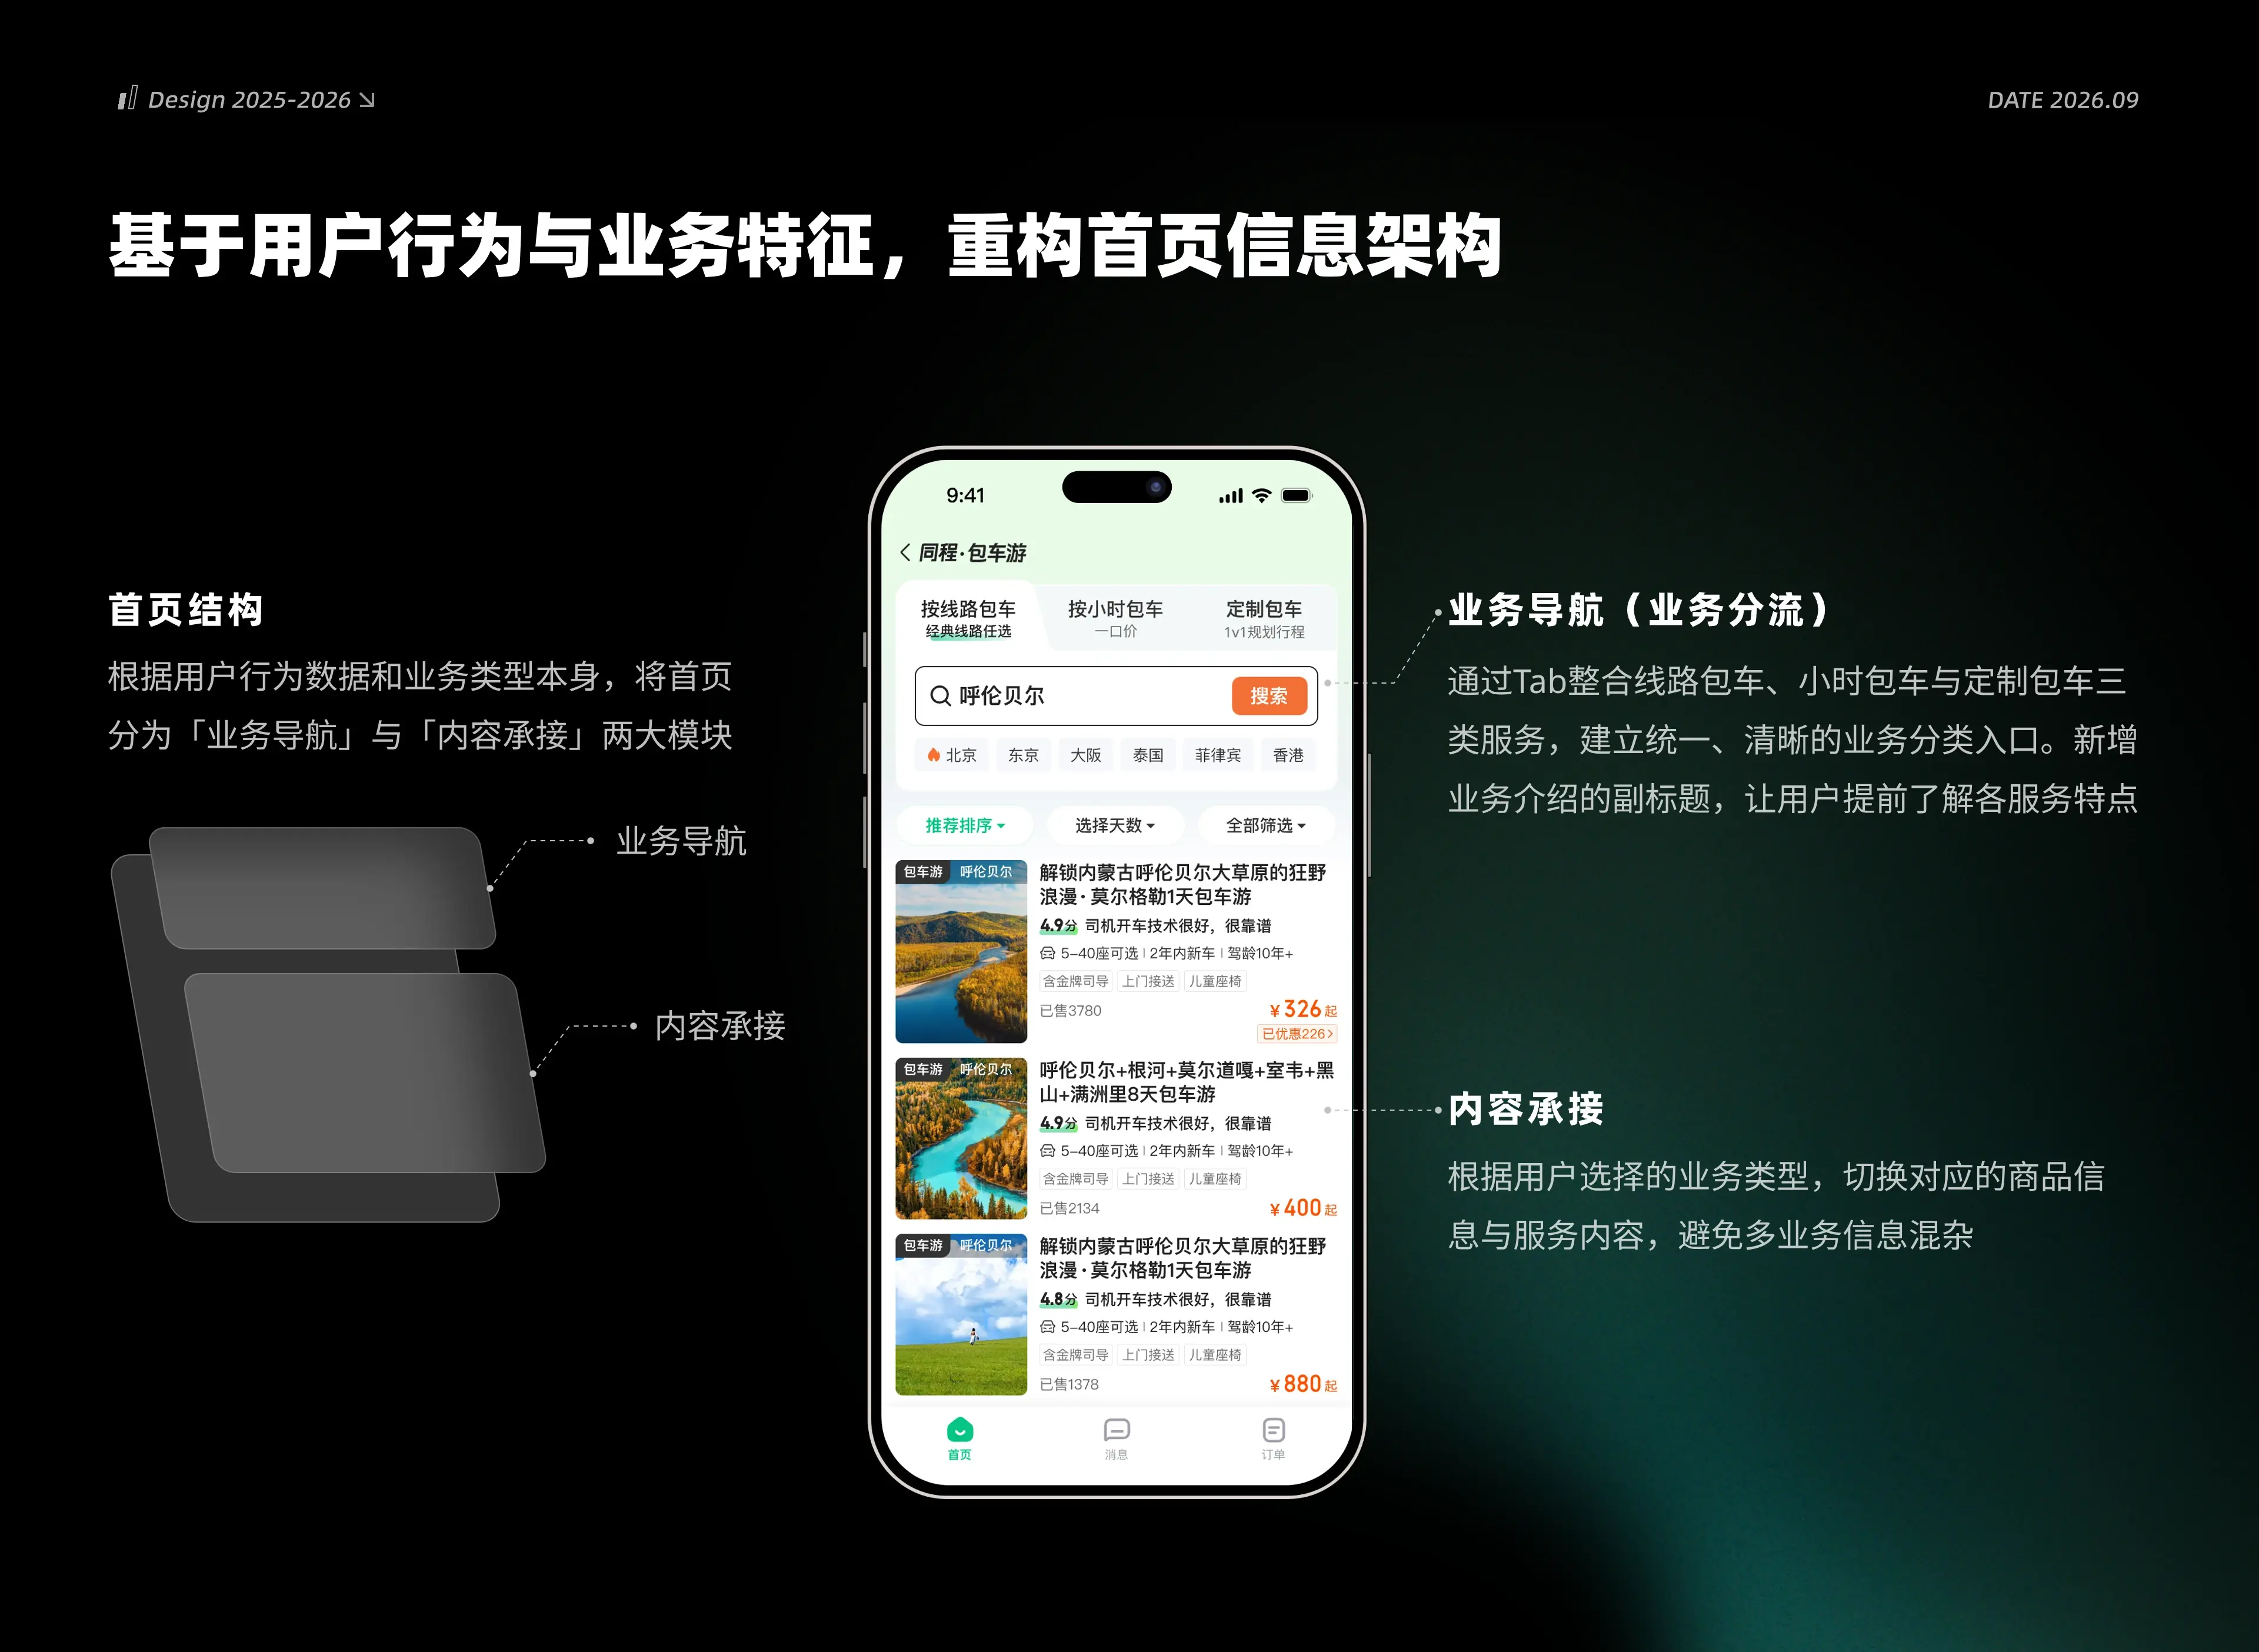 Design 2025-2026
DATE 2026.09
基于用户行为与业务特征，重构首页信息架构
首页结构
根据用户行为数据和业务类型本身，将首页
分为「业务导航」与「内容承接」两大模块
业务导航
内容承接
9:41
同程·包车游
按线路包车
经典线路任选
按小时包车
一口价
定制包车
1v1规划行程
呼伦贝尔
搜索
北京
东京
大阪
泰国
菲律宾
香港
推荐排序
选择天数
全部筛选
包车游 呼伦贝尔
解锁内蒙古呼伦贝尔大草原的狂野
浪漫·莫尔格勒1天包车游
4.9分 司机开车技术很好，很靠谱
5-40座可选 | 2年内新车 | 驾龄10年+
含金牌司导 上门接送 儿童座椅
已售3780
¥326起
已优惠226>
包车游 呼伦贝尔
呼伦贝尔+根河+莫尔道嘎+室韦+黑
山+满洲里8天包车游
4.9分 司机开车技术很好，很靠谱
5-40座可选 | 2年内新车 | 驾龄10年+
含金牌司导 上门接送 儿童座椅
已售2134
¥400起
包车游 呼伦贝尔
解锁内蒙古呼伦贝尔大草原的狂野
浪漫·莫尔格勒1天包车游
4.8分 司机开车技术很好，很靠谱
5-40座可选 | 2年内新车 | 驾龄10年+
含金牌司导 上门接送 儿童座椅
已售1378
¥880起
首页
消息
订单
业务导航（业务分流）
通过Tab整合线路包车、小时包车与定制包车三
类服务，建立统一、清晰的业务分类入口。新增
业务介绍的副标题，让用户提前了解各服务特点
内容承接
根据用户选择的业务类型，切换对应的商品信
息与服务内容，避免多业务信息混杂